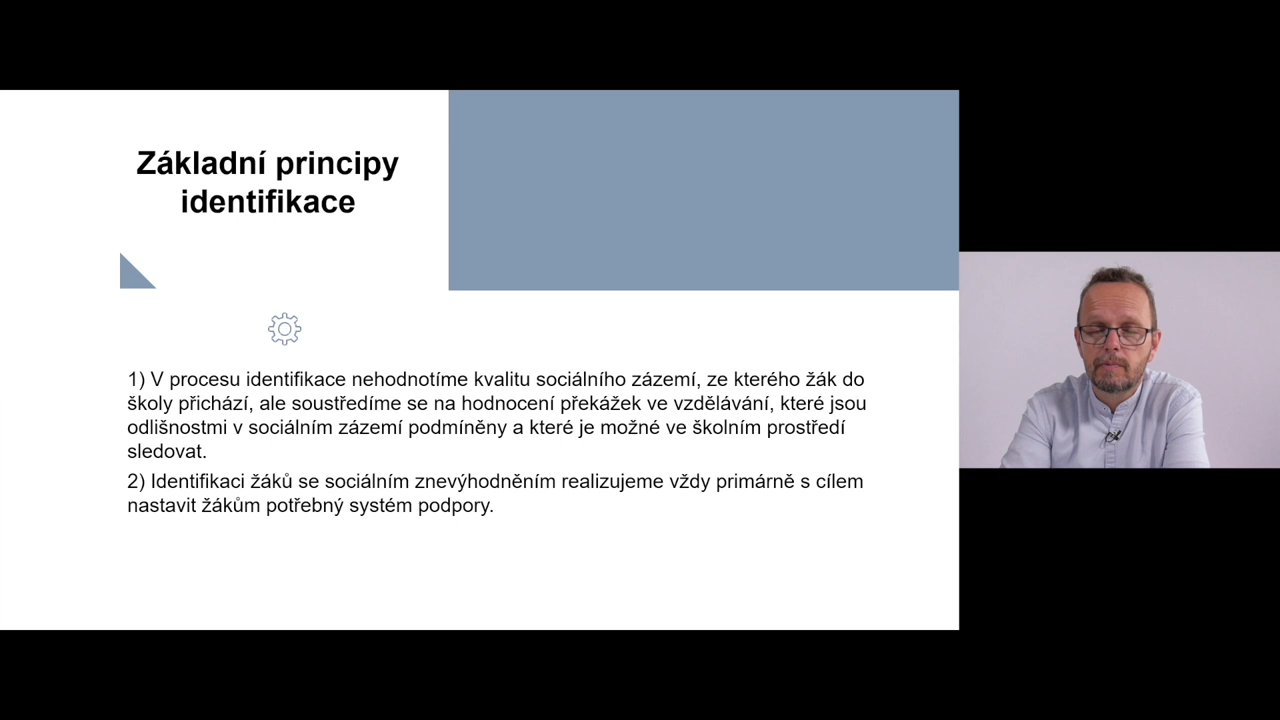 Základní principy
identifikace
1) V procesu identifikace nehodnotíme kvalitu sociálního zázemí, ze kterého žák do
školy přichází, ale soustředíme se na hodnocení překážek ve vzdělávání, které jsou
odlišnostmi v sociálním zázemí podmíněny a které je možné ve školním prostředí
sledovat.
2) Identifikaci žáků se sociálním znevýhodněním realizujeme vždy primárně s cílem
nastavit žákům potřebný systém podpory.